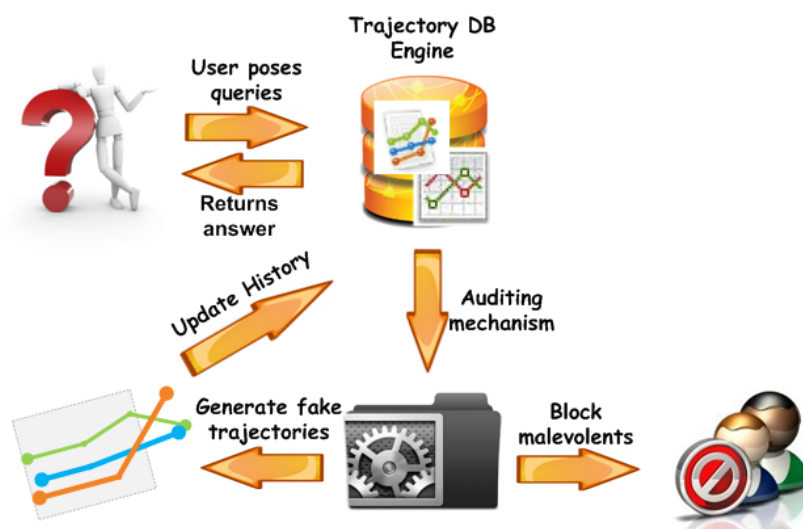 Trajectory DB
Engine
User poses
queries
Returns
answer
Update History
Auditing
mechanism
Generate fake
trajectories
Block
malevolents